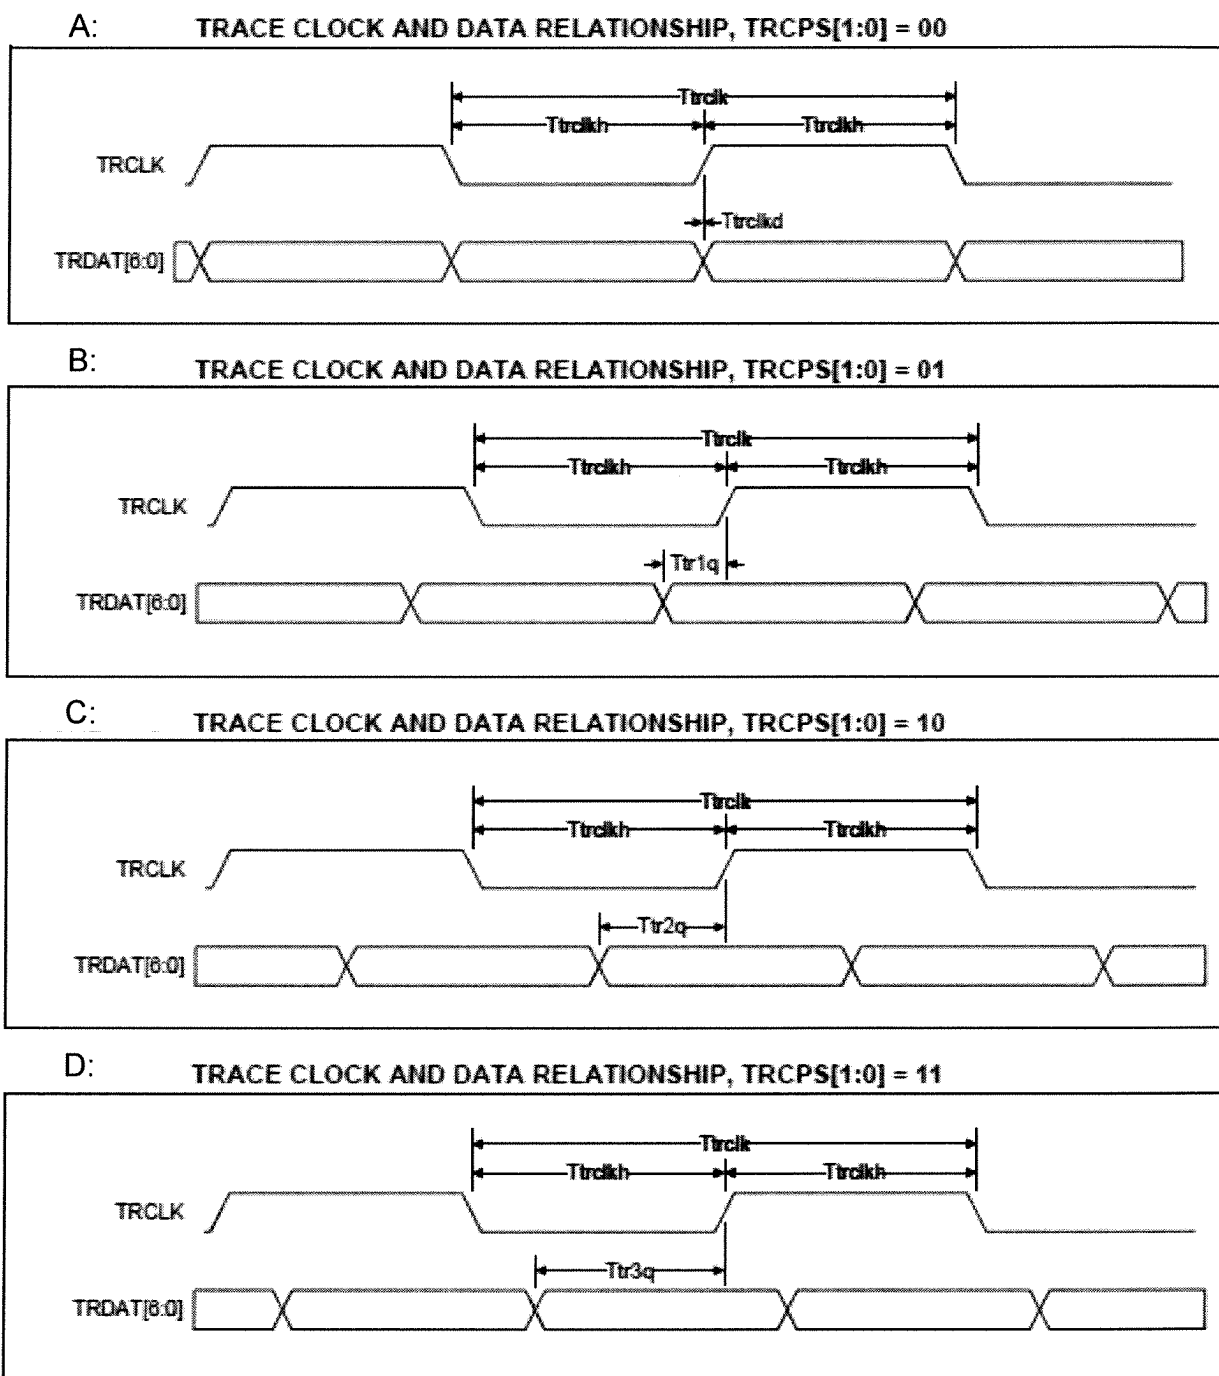 A: TRACE CLOCK AND DATA RELATIONSHIP, TRCPS[1:0] = 00
Ttrclk
Ttrclkh Ttrclkh
TRCLK
Ttrclkd
TRDAT[6:0]
B: TRACE CLOCK AND DATA RELATIONSHIP, TRCPS[1:0] = 01
Ttrclk
Ttrclkh Ttrclkh
TRCLK
Ttr1q
TRDAT[6:0]
C: TRACE CLOCK AND DATA RELATIONSHIP, TRCPS[1:0] = 10
Ttrclk
Ttrclkh Ttrclkh
TRCLK
Ttr2q
TRDAT[6:0]
D: TRACE CLOCK AND DATA RELATIONSHIP, TRCPS[1:0] = 11
Ttrclk
Ttrclkh Ttrclkh
TRCLK
Ttr3q
TRDAT[6:0]